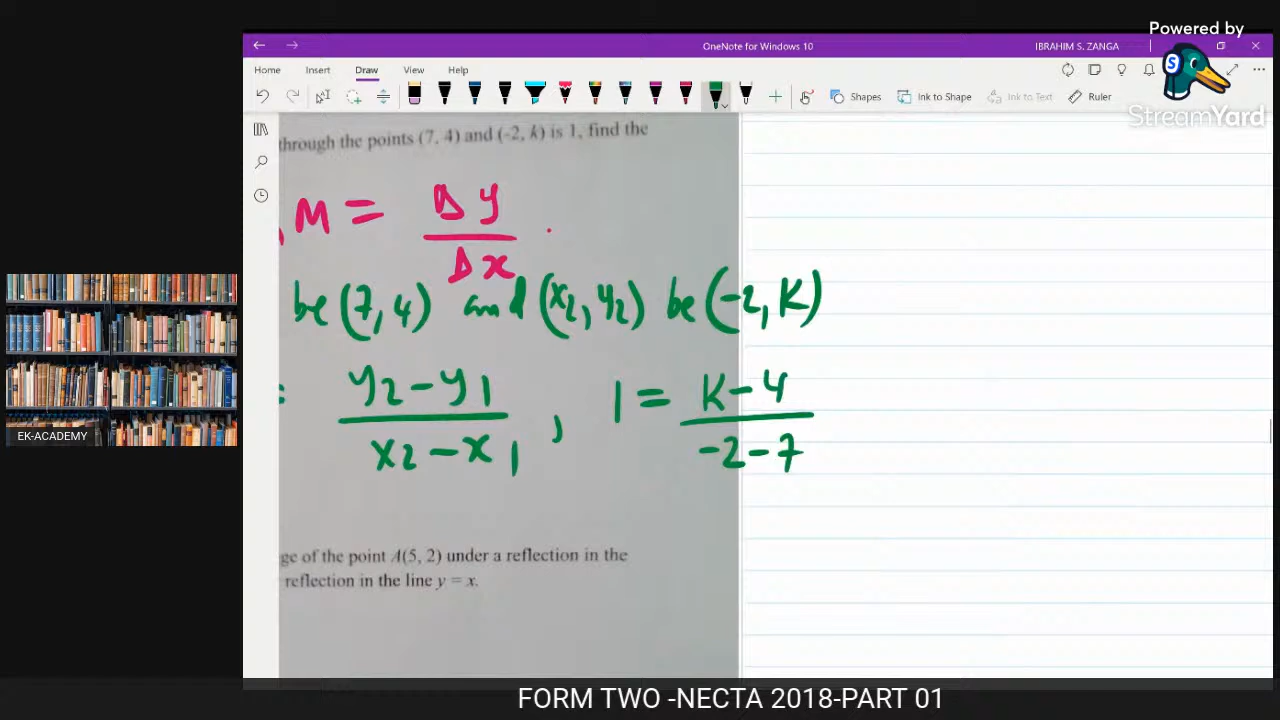 Powered by
StreamYard
OneNote for Windows 10
IBRAHIM S. ZANGA
Home Insert Draw View Help
Shapes Ink to Shape Ink to Text Ruler
through the points (7, 4) and (-2, k) is 1, find the
, M = Δy
Δx
be (7, 4) and (x2, y2) be (-2, K)
= y2 - y1 , 1 = K - 4
x2 - x1 -2 - 7
ge of the point A(5, 2) under a reflection in the
reflection in the line y = x.
EK-ACADEMY
FORM TWO -NECTA 2018-PART 01